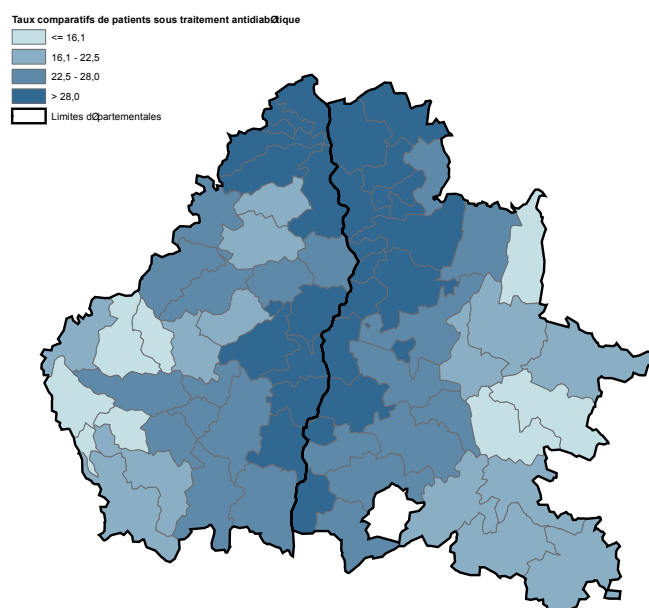 Taux comparatifs de patients sous traitement antidiabØtique
<= 16,1
16,1 - 22,5
22,5 - 28,0
> 28,0
Limites dØpartementales